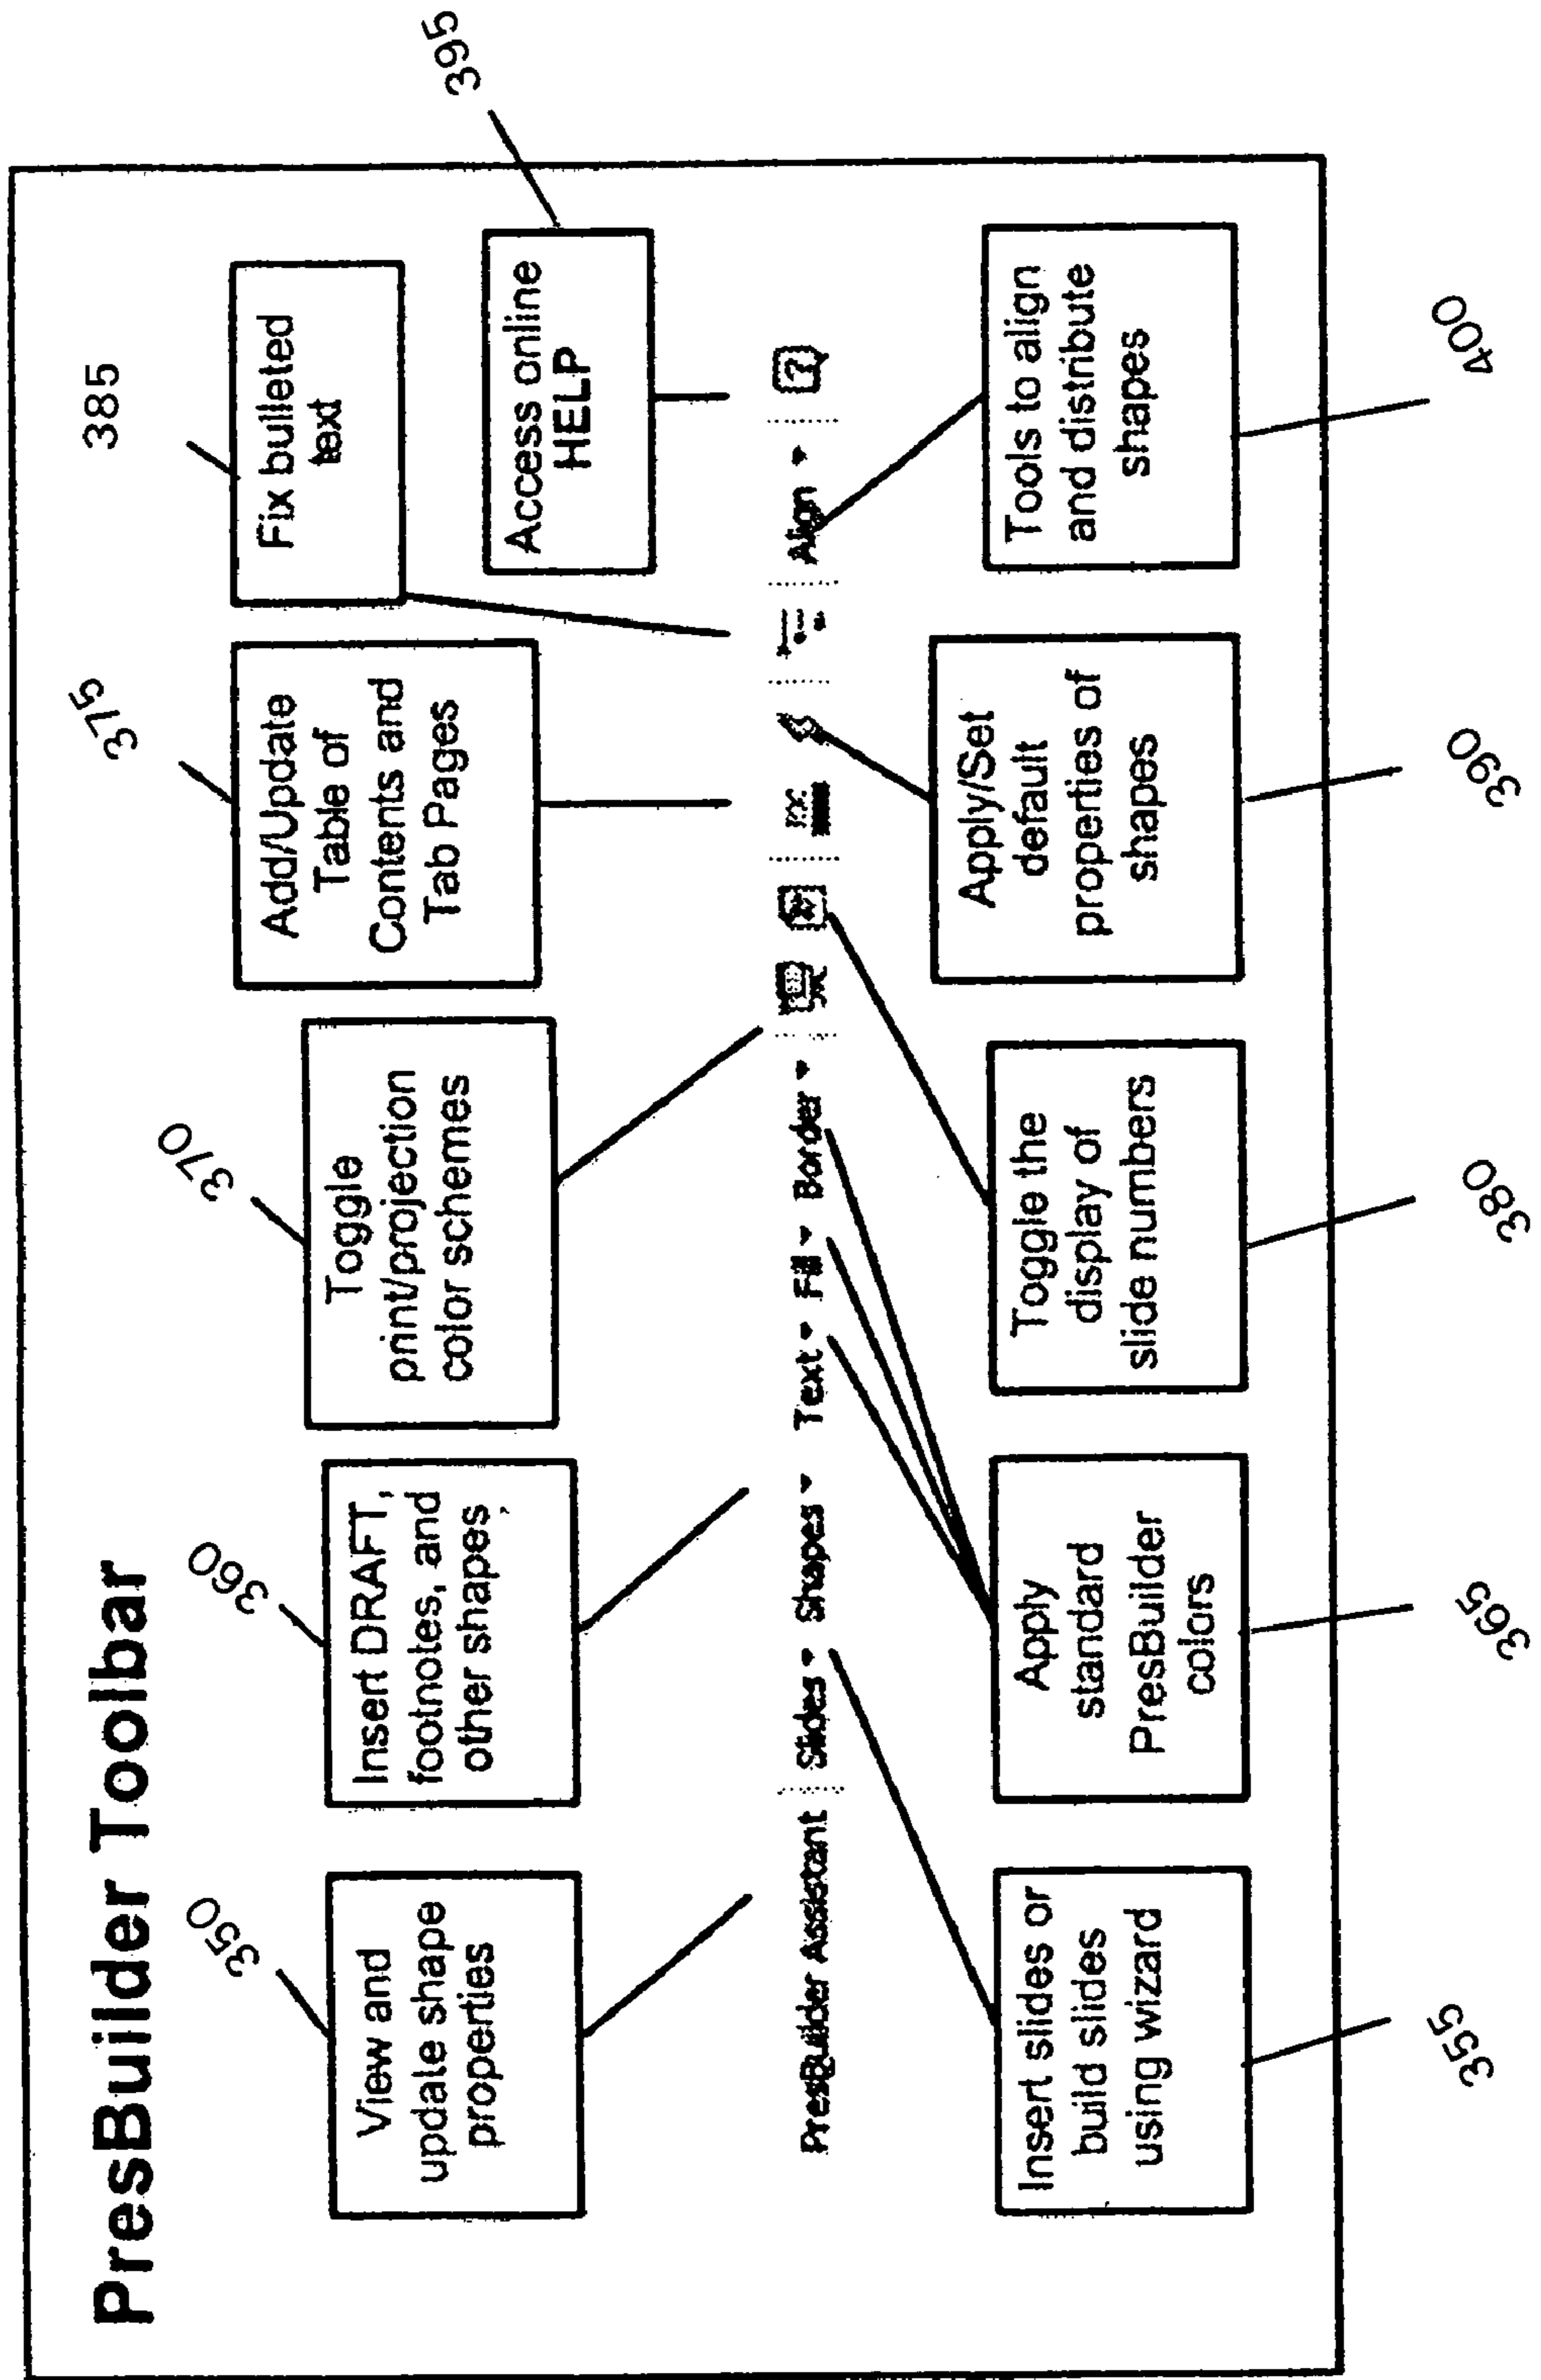 PresBuilder Toolbar
350
View and
update shape
properties
360
Insert DRAFT,
footnotes, and
other shapes
370
Toggle
print/projection
color schemes
375
Add/Update
Table of
Contents and
Tab Pages
385
Fix bulleted
text
395
Access online
HELP
PresBuilder Assistant Slides Shapes Text Fill Border Align ?
Insert slides or
build slides
using wizard
355
Apply
standard
PresBuilder
colors
365
Toggle the
display of
slide numbers
380
Apply/Set
default
properties of
shapes
390
Tools to align
and distribute
shapes
400